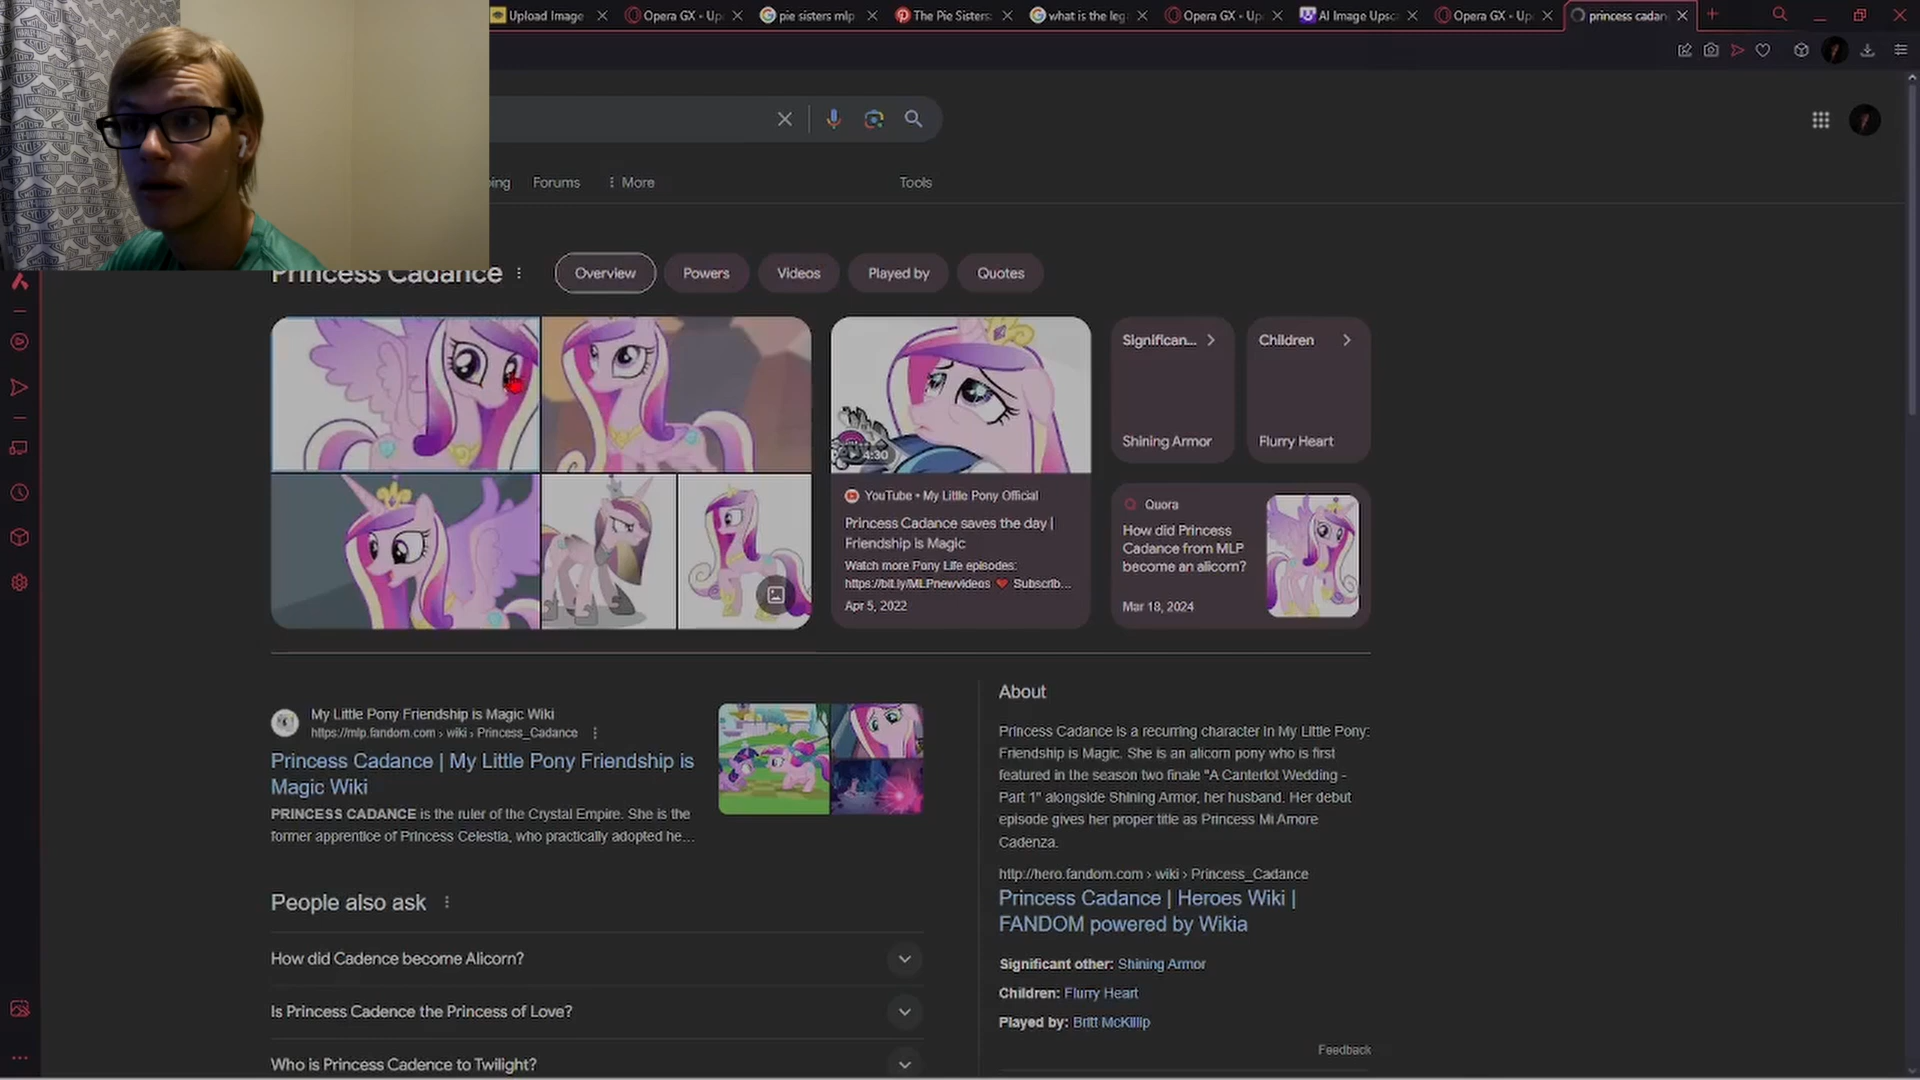 Upload Image
Opera GX - Up
pie sisters mlp
The Pie Sisters:
what is the leg
Opera GX - Up
AI Image Upsc
Opera GX - Up
princess cadan
ing
Forums
More
Tools
Princess Cadance
Overview
Powers
Videos
Played by
Quotes
4:30
YouTube • My Little Pony Official
Princess Cadance saves the day |
Friendship is Magic
Watch more Pony Life episodes:
https://bit.ly/MLPnewvideos ❤ Subscrib...
Apr 5, 2022
Significan...
Shining Armor
Children
Flurry Heart
Quora
How did Princess
Cadance from MLP
become an alicorn?
Mar 18, 2024
My Little Pony Friendship is Magic Wiki
https://mlp.fandom.com › wiki › Princess_Cadance
Princess Cadance | My Little Pony Friendship is
Magic Wiki
PRINCESS CADANCE is the ruler of the Crystal Empire. She is the
former apprentice of Princess Celestia, who practically adopted he...
People also ask
How did Cadence become Alicorn?
Is Princess Cadence the Princess of Love?
Who is Princess Cadence to Twilight?
About
Princess Cadance is a recurring character in My Little Pony:
Friendship is Magic. She is an alicorn pony who is first
featured in the season two finale "A Canterlot Wedding -
Part 1" alongside Shining Armor, her husband. Her debut
episode gives her proper title as Princess Mi Amore
Cadenza.
http://hero.fandom.com › wiki › Princess_Cadance
Princess Cadance | Heroes Wiki |
FANDOM powered by Wikia
Significant other: Shining Armor
Children: Flurry Heart
Played by: Britt McKillip
Feedback